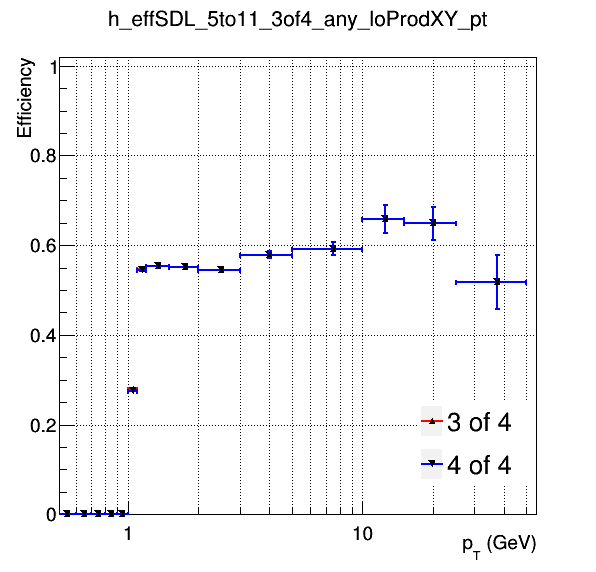 h_effSDL_5to11_3of4_any_loProdXY_pt
Efficiency
1
0.8
0.6
0.4
0.2
0
3 of 4
4 of 4
1
10
pT (GeV)